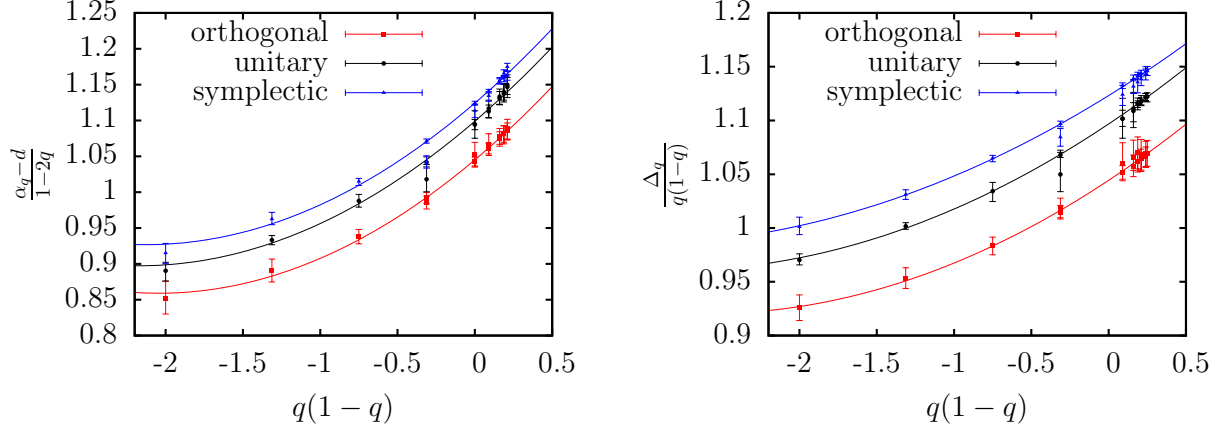 1.25
1.2
1.15
1.1
1.05
1
0.95
0.9
0.85
0.8
-2
-1.5
-1
-0.5
0
0.5
orthogonal
unitary
symplectic
α_q−d
1−2q
q(1 − q)
1.2
1.15
1.1
1.05
1
0.95
0.9
-2
-1.5
-1
-0.5
0
0.5
orthogonal
unitary
symplectic
Δ_q
q(1−q)
q(1 − q)